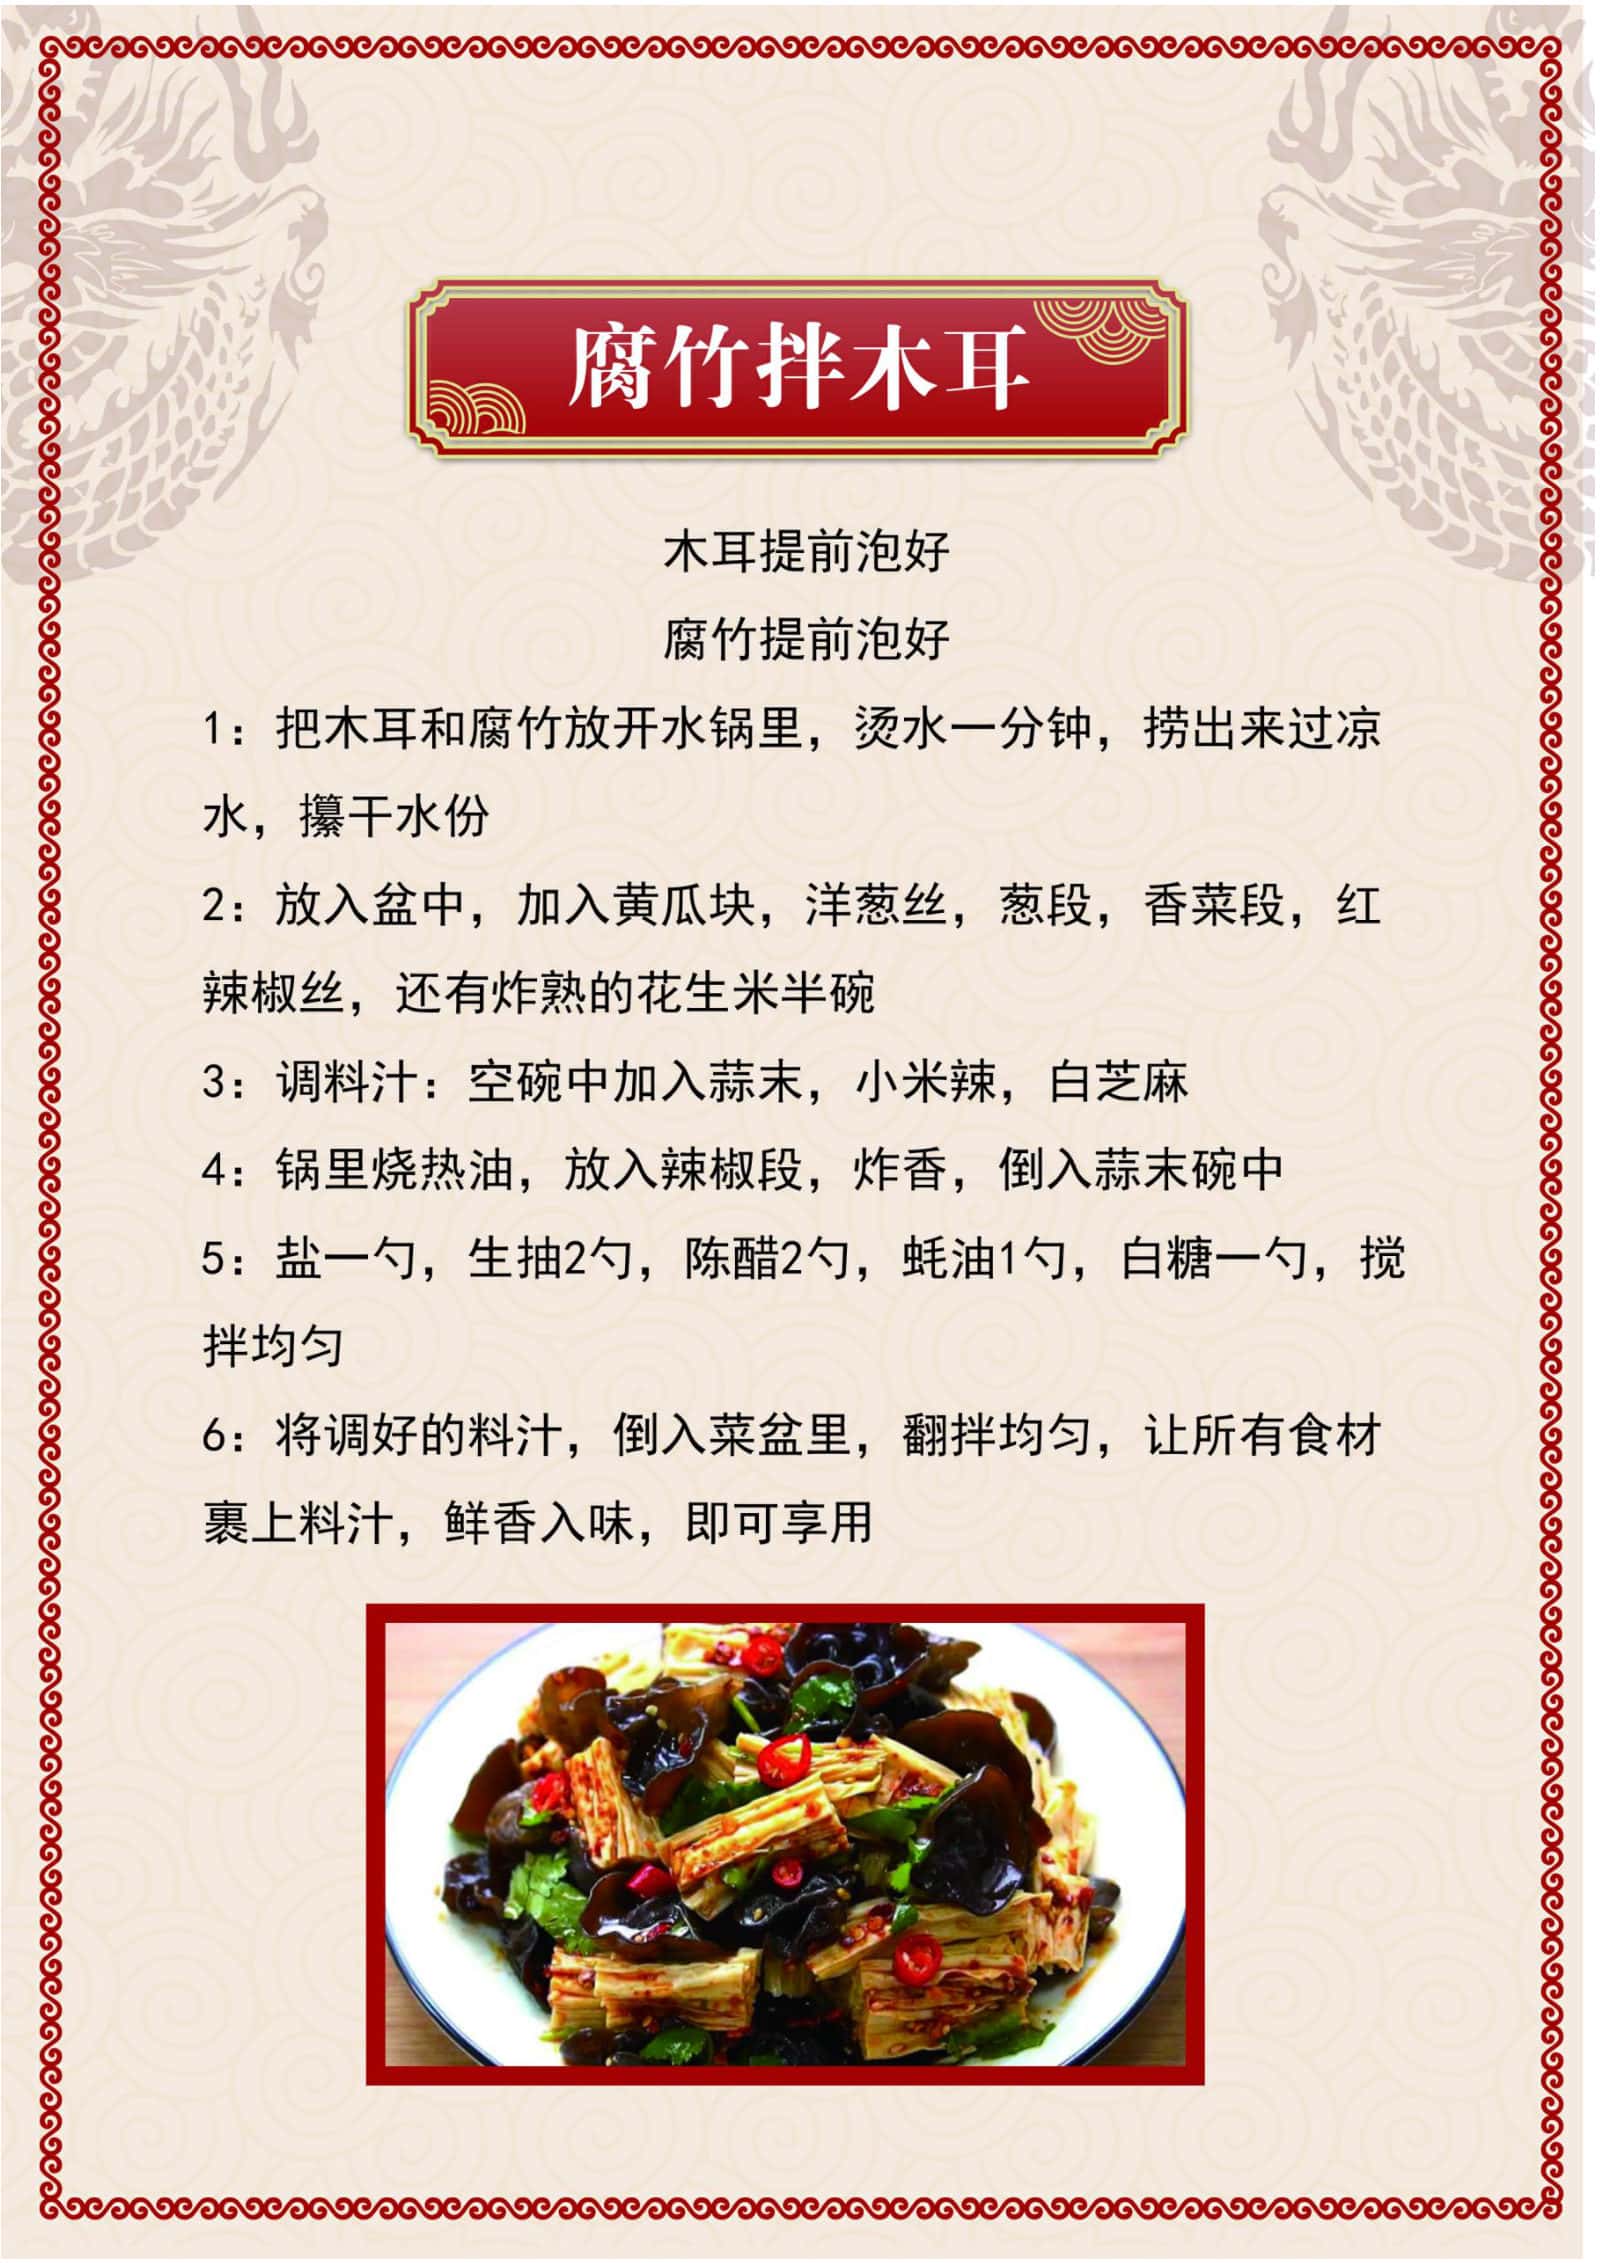 腐竹拌木耳
木耳提前泡好
腐竹提前泡好
1：把木耳和腐竹放开水锅里，烫水一分钟，捞出来过凉
水，攥干水份
2：放入盆中，加入黄瓜块，洋葱丝，葱段，香菜段，红
辣椒丝，还有炸熟的花生米半碗
3：调料汁：空碗中加入蒜末，小米辣，白芝麻
4：锅里烧热油，放入辣椒段，炸香，倒入蒜末碗中
5：盐一勺，生抽2勺，陈醋2勺，蚝油1勺，白糖一勺，搅
拌均匀
6：将调好的料汁，倒入菜盆里，翻拌均匀，让所有食材
裹上料汁，鲜香入味，即可享用